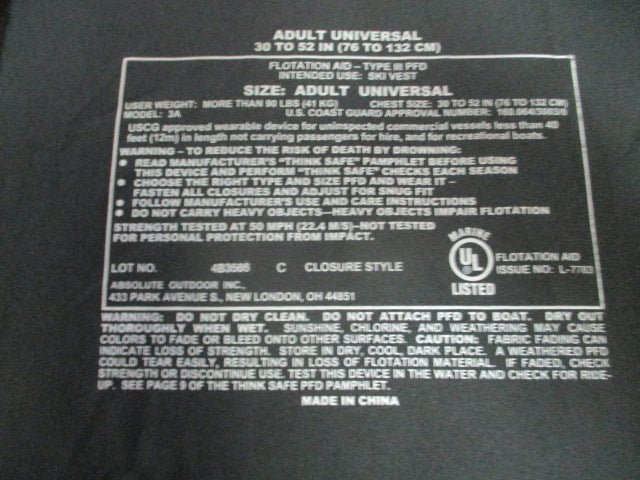 ADULT UNIVERSAL
30 TO 52 IN (76 TO 132 CM)
FLOTATION AID – TYPE III PFD
INTENDED USE: SKI VEST
SIZE: ADULT UNIVERSAL
USER WEIGHT: MORE THAN 90 LBS (41 KG) CHEST SIZE: 30 TO 52 IN (76 TO 132 CM)
MODEL: 3A U.S. COAST GUARD APPROVAL NUMBER:
USCG approved wearable device for uninspected commercial vessels less than 40
feet (12m) in length not carrying passengers for hire, and for recreational boats.
WARNING – TO REDUCE THE RISK OF DEATH BY DROWNING:
• READ MANUFACTURER'S "THINK SAFE" PAMPHLET BEFORE USING
THIS DEVICE AND PERFORM "THINK SAFE" CHECKS EACH SEASON
• CHOOSE THE RIGHT TYPE AND SIZE PFD AND WEAR IT –
FASTEN ALL CLOSURES AND ADJUST FOR SNUG FIT
• FOLLOW MANUFACTURER'S USE AND CARE INSTRUCTIONS
• DO NOT CARRY HEAVY OBJECTS–HEAVY OBJECTS IMPAIR FLOTATION
STRENGTH TESTED AT 50 MPH (22.4 M/S)–NOT TESTED
FOR PERSONAL PROTECTION FROM IMPACT.
MARINE
UL
LISTED
FLOTATION AID
ISSUE NO: L-7783
LOT NO. 4B3566 C CLOSURE STYLE
ABSOLUTE OUTDOOR INC.,
433 PARK AVENUE S., NEW LONDON, OH 44851
WARNING: DO NOT DRY CLEAN. DO NOT ATTACH PFD TO BOAT. DRY OUT
THOROUGHLY WHEN WET. SUNSHINE, CHLORINE, AND WEATHERING MAY CAUSE
COLORS TO FADE OR BLEED ONTO OTHER SURFACES. CAUTION: FABRIC FADING CAN
INDICATE LOSS OF STRENGTH. STORE IN DRY, COOL, DARK PLACE. A WEATHERED PFD
COULD TEAR EASILY, RESULTING IN LOSS OF FLOTATION MATERIAL. IF FADED, CHECK
STRENGTH OR DISCONTINUE USE. TEST THIS DEVICE IN THE WATER AND CHECK FOR RIDE-
UP. SEE PAGE 9 OF THE THINK SAFE PFD PAMPHLET.
MADE IN CHINA